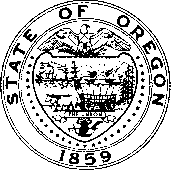 STATE OF OREGON
THE UNION
1859